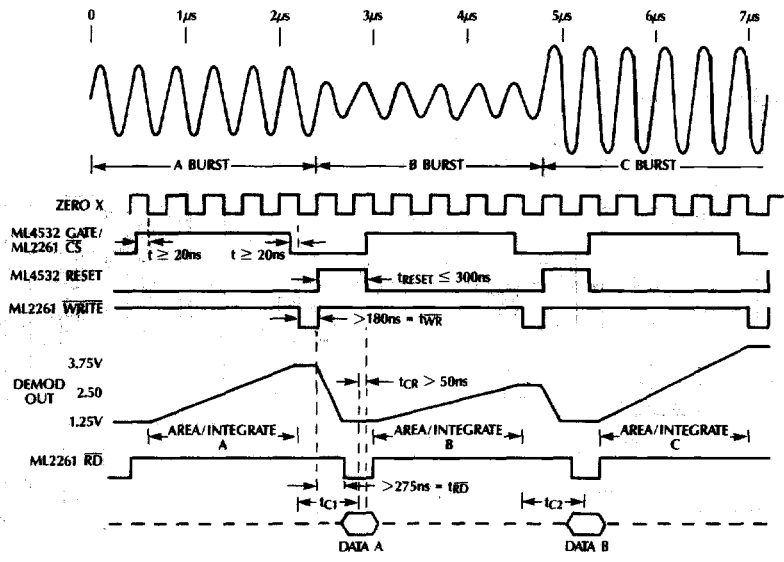 0 1μs 2μs 3μs 4μs 5μs 6μs 7μs
A BURST B BURST C BURST
ZERO X
ML4532 GATE/
ML2261 CS
t ≥ 20ns t ≥ 20ns
ML4532 RESET
tRESET ≤ 300ns
ML2261 WRITE
>180ns = tWR
3.75V
DEMOD
OUT
2.50
1.25V
tCR > 50ns
AREA/INTEGRATE
A
AREA/INTEGRATE
B
AREA/INTEGRATE
C
ML2261 RD
>275ns = tRD
tC1
tC2
DATA A DATA B